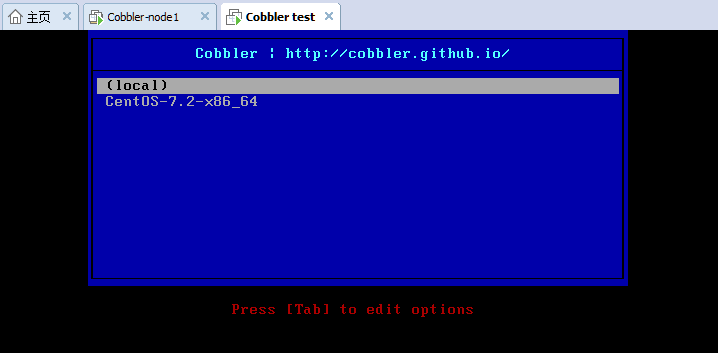 主页 Cobbler-node1 Cobbler test
Cobbler ¦ http://cobbler.github.io/
(local)
CentOS-7.2-x86_64
Press [Tab] to edit options